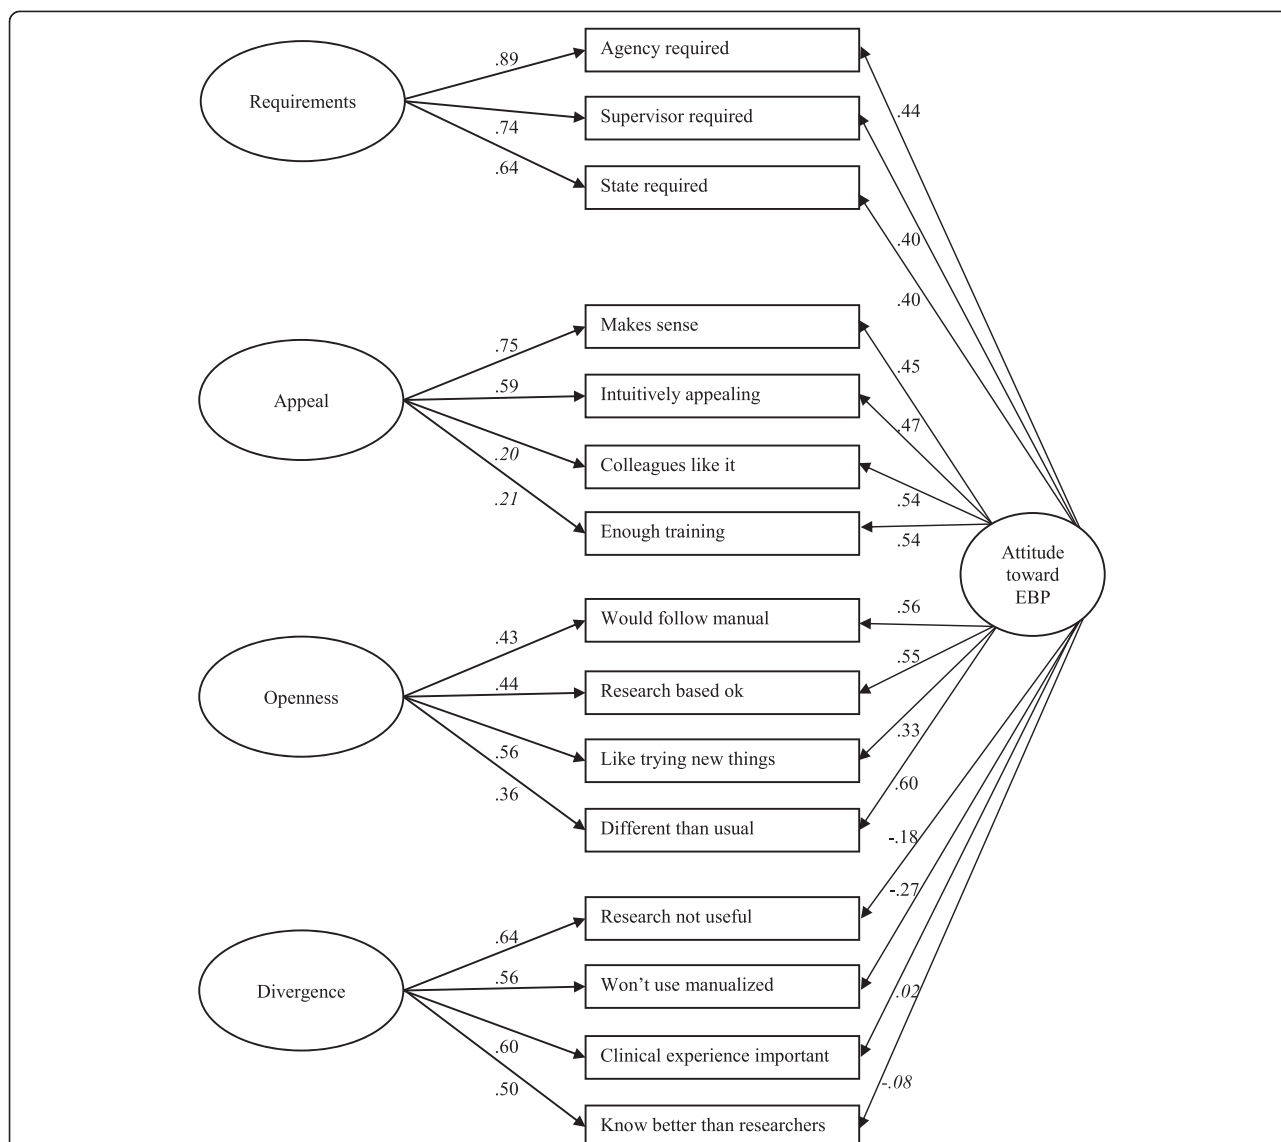 Requirements
.89
.74
.64
Agency required
Supervisor required
State required
.44
.40
.40
Appeal
.75
.59
.20
.21
Makes sense
Intuitively appealing
Colleagues like it
Enough training
.45
.47
.54
.54
Attitude
toward
EBP
Openness
.43
.44
.56
.36
Would follow manual
Research based ok
Like trying new things
Different than usual
.56
.55
.33
.60
Divergence
.64
.56
.60
.50
Research not useful
Won’t use manualized
Clinical experience important
Know better than researchers
-.18
-.27
.02
-.08